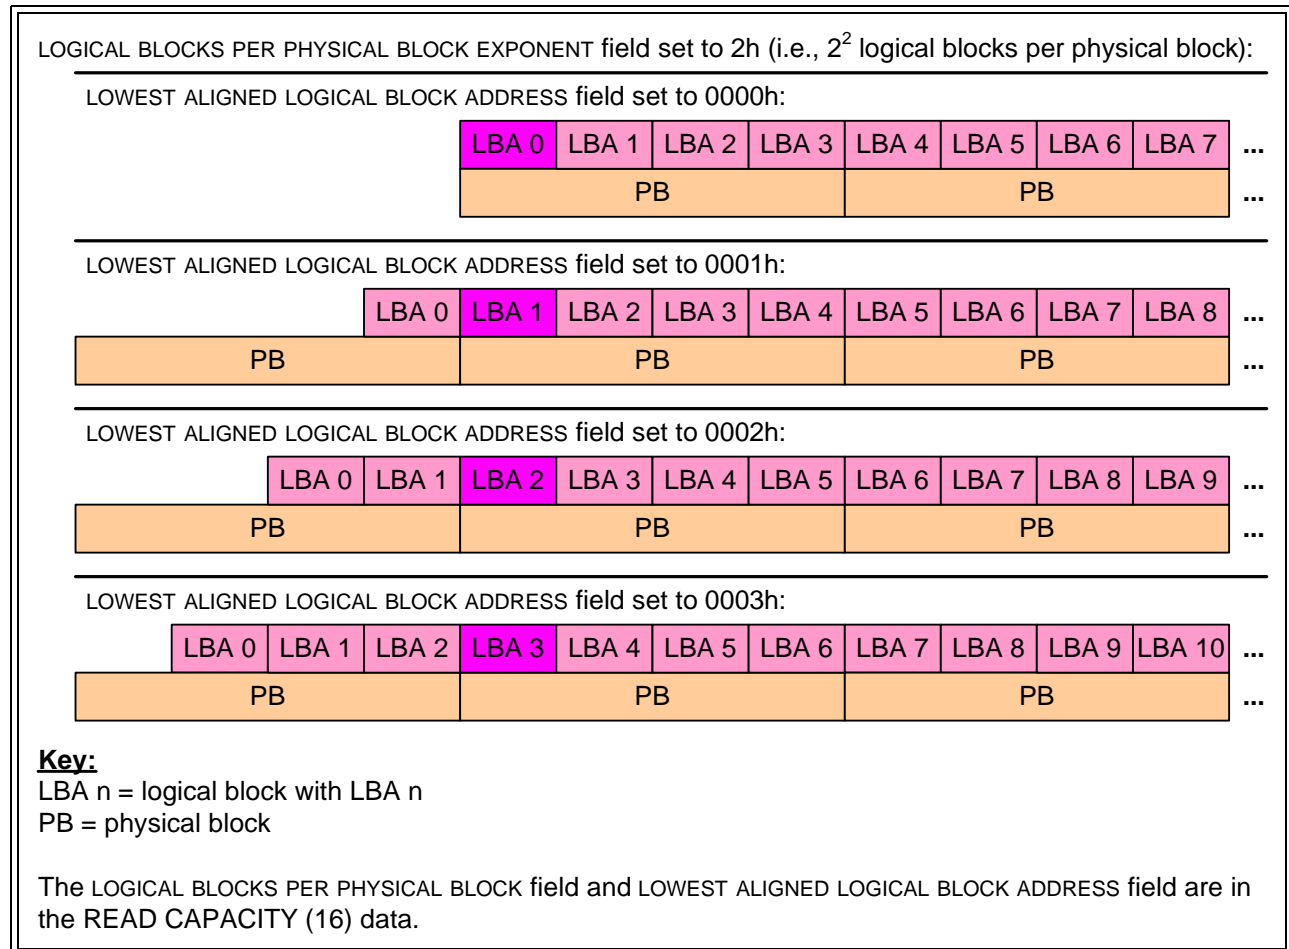 LOGICAL BLOCKS PER PHYSICAL BLOCK EXPONENT field set to 2h (i.e., 2² logical blocks per physical block):
LOWEST ALIGNED LOGICAL BLOCK ADDRESS field set to 0000h:
LBA 0 LBA 1 LBA 2 LBA 3 LBA 4 LBA 5 LBA 6 LBA 7 ...
PB PB ...
LOWEST ALIGNED LOGICAL BLOCK ADDRESS field set to 0001h:
LBA 0 LBA 1 LBA 2 LBA 3 LBA 4 LBA 5 LBA 6 LBA 7 LBA 8 ...
PB PB PB ...
LOWEST ALIGNED LOGICAL BLOCK ADDRESS field set to 0002h:
LBA 0 LBA 1 LBA 2 LBA 3 LBA 4 LBA 5 LBA 6 LBA 7 LBA 8 LBA 9 ...
PB PB PB ...
LOWEST ALIGNED LOGICAL BLOCK ADDRESS field set to 0003h:
LBA 0 LBA 1 LBA 2 LBA 3 LBA 4 LBA 5 LBA 6 LBA 7 LBA 8 LBA 9 LBA 10 ...
PB PB PB ...
Key:
LBA n = logical block with LBA n
PB = physical block
The LOGICAL BLOCKS PER PHYSICAL BLOCK field and LOWEST ALIGNED LOGICAL BLOCK ADDRESS field are in
the READ CAPACITY (16) data.